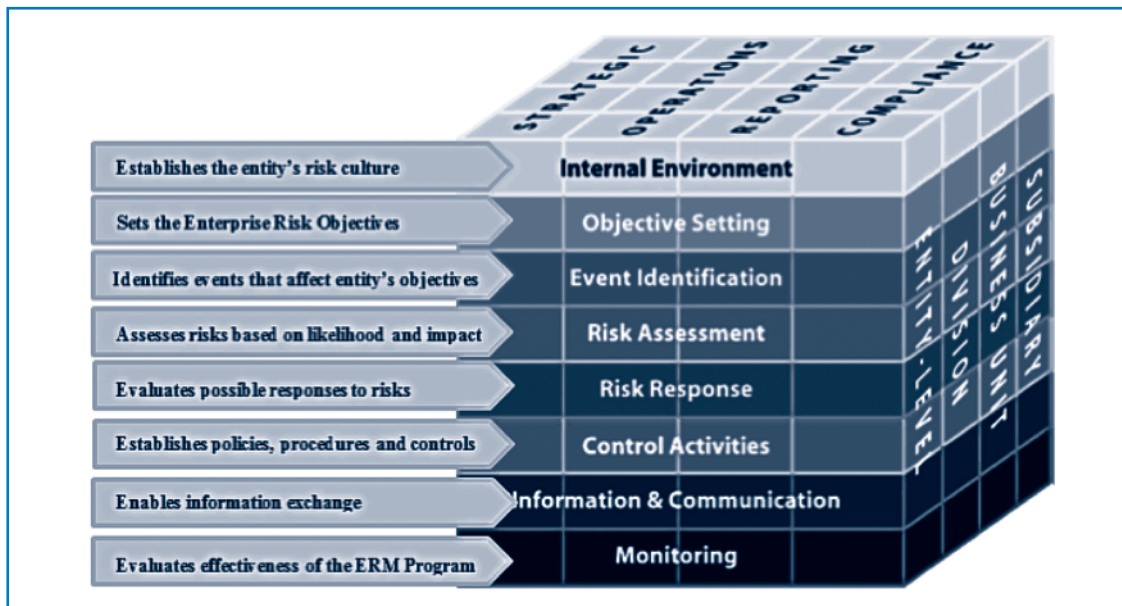 STRATEGIC
OPERATIONS
REPORTING
COMPLIANCE
Establishes the entity’s risk culture
Internal Environment
Sets the Enterprise Risk Objectives
Objective Setting
Identifies events that affect entity’s objectives
Event Identification
Assesses risks based on likelihood and impact
Risk Assessment
Evaluates possible responses to risks
Risk Response
Establishes policies, procedures and controls
Control Activities
Enables information exchange
Information & Communication
Evaluates effectiveness of the ERM Program
Monitoring
ENTITY-LEVEL
DIVISION
BUSINESS UNIT
SUBSIDIARY